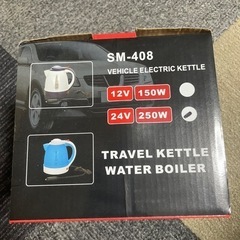 SM-408
VEHICLE ELECTRIC KETTLE
12V 150W
24V 250W
TRAVEL KETTLE
WATER BOILER